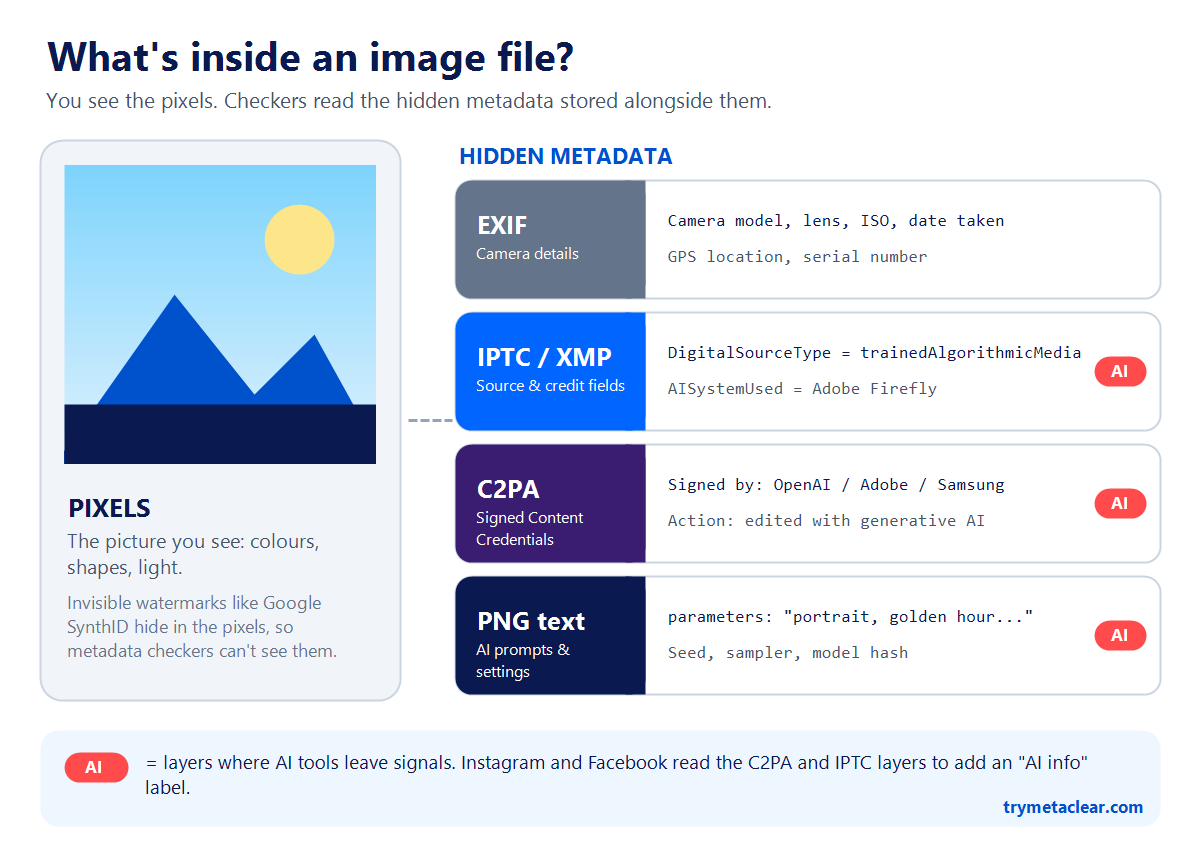 What's inside an image file?
You see the pixels. Checkers read the hidden metadata stored alongside them.
PIXELS
The picture you see: colours,
shapes, light.
Invisible watermarks like Google
SynthID hide in the pixels, so
metadata checkers can't see them.
HIDDEN METADATA
EXIF
Camera details
Camera model, lens, ISO, date taken
GPS location, serial number
IPTC / XMP
Source & credit fields
DigitalSourceType = trainedAlgorithmicMedia
AISystemUsed = Adobe Firefly
AI
C2PA
Signed Content
Credentials
Signed by: OpenAI / Adobe / Samsung
Action: edited with generative AI
AI
PNG text
AI prompts &
settings
parameters: "portrait, golden hour..."
Seed, sampler, model hash
AI
AI = layers where AI tools leave signals. Instagram and Facebook read the C2PA and IPTC layers to add an "AI info"
label.
trymetaclear.com